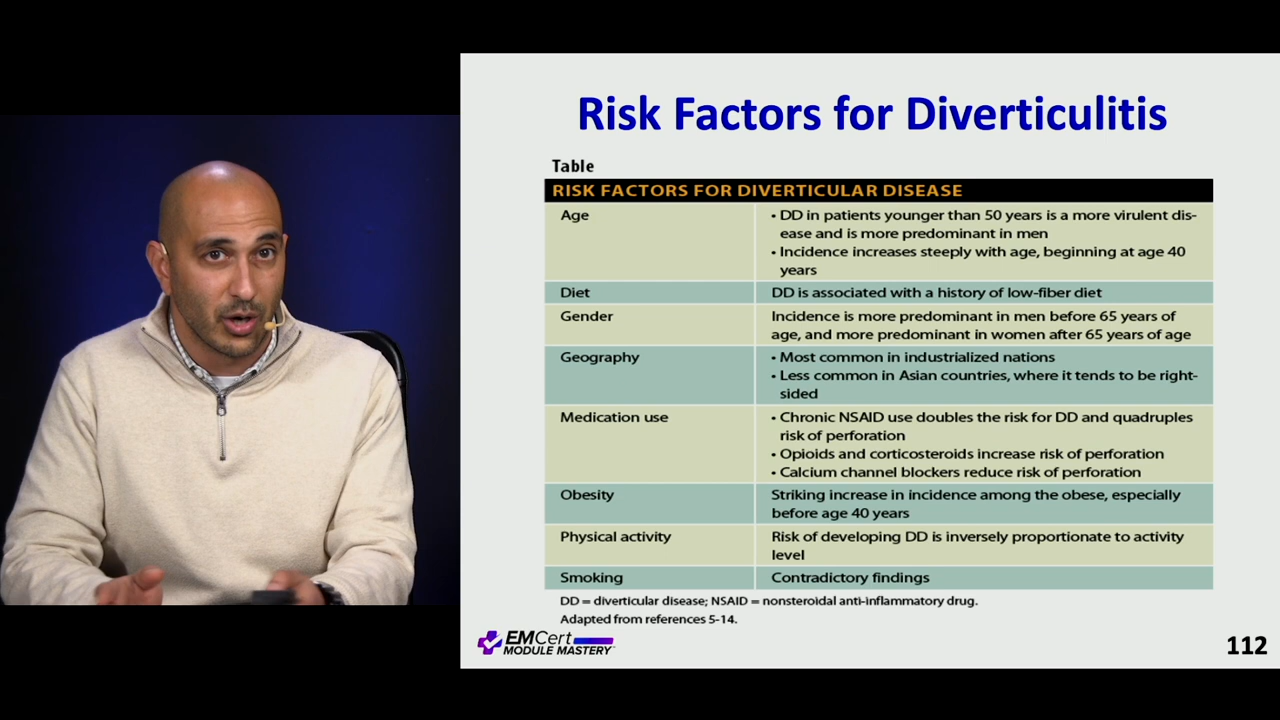 Risk Factors for Diverticulitis
Table
RISK FACTORS FOR DIVERTICULAR DISEASE
Age
• DD in patients younger than 50 years is a more virulent dis-
ease and is more predominant in men
• Incidence increases steeply with age, beginning at age 40
years
Diet
DD is associated with a history of low-fiber diet
Gender
Incidence is more predominant in men before 65 years of
age, and more predominant in women after 65 years of age
Geography
• Most common in industrialized nations
• Less common in Asian countries, where it tends to be right-
sided
Medication use
• Chronic NSAID use doubles the risk for DD and quadruples
risk of perforation
• Opioids and corticosteroids increase risk of perforation
• Calcium channel blockers reduce risk of perforation
Obesity
Striking increase in incidence among the obese, especially
before age 40 years
Physical activity
Risk of developing DD is inversely proportionate to activity
level
Smoking
Contradictory findings
DD = diverticular disease; NSAID = nonsteroidal anti-inflammatory drug.
Adapted from references 5-14.
EMCert
MODULE MASTERY
112